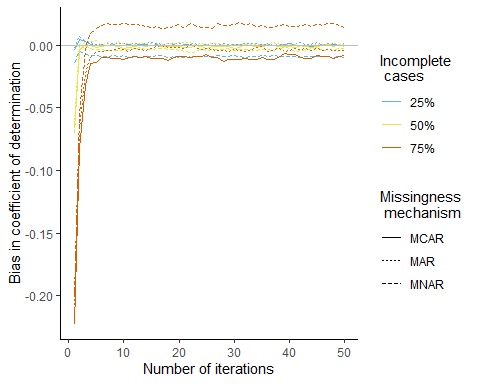 0.00
-0.05
-0.10
-0.15
-0.20
Bias in coefficient of determination
0
10
20
30
40
50
Number of iterations
Incomplete
cases
25%
50%
75%
Missingness
mechanism
MCAR
MAR
MNAR